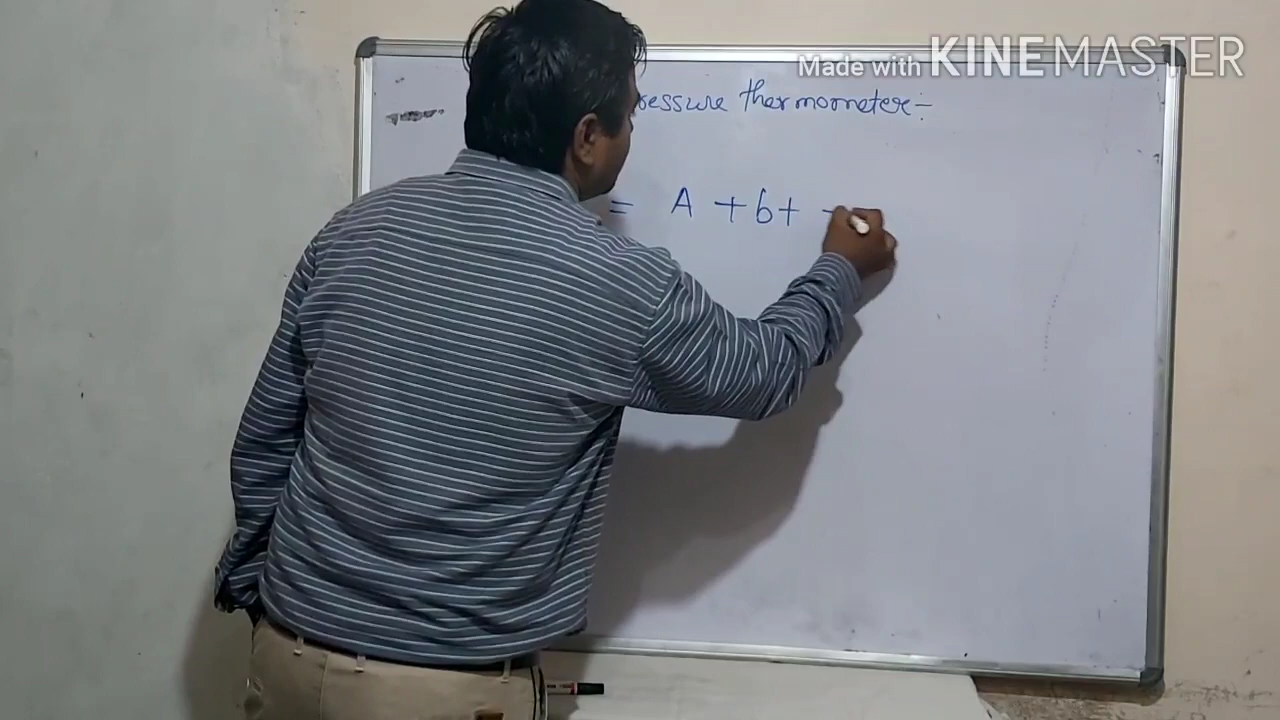 Made with KINEMASTER
ressure thermometer:-
= A + bt +